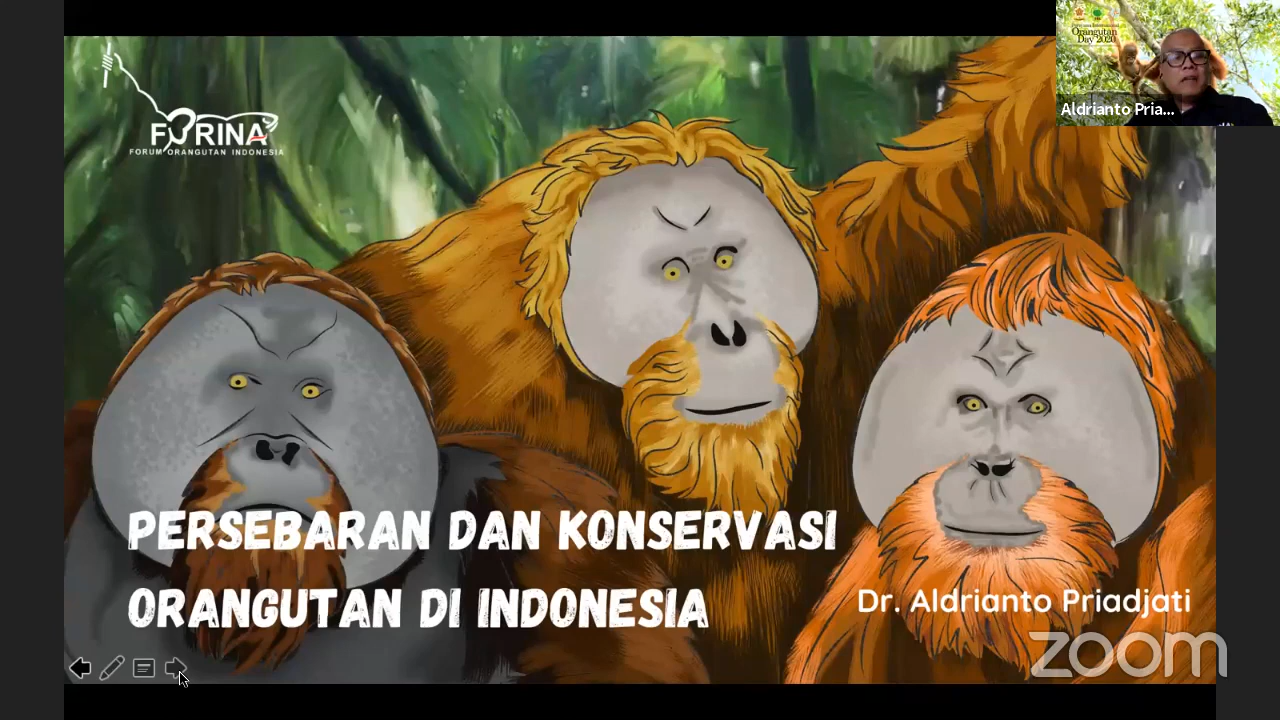 Orangutan
Day 2020
Aldrianto Pria...
FORINA
FORUM ORANGUTAN INDONESIA
PERSEBARAN DAN KONSERVASI
ORANGUTAN DI INDONESIA
Dr. Aldrianto Priadjati
zoom